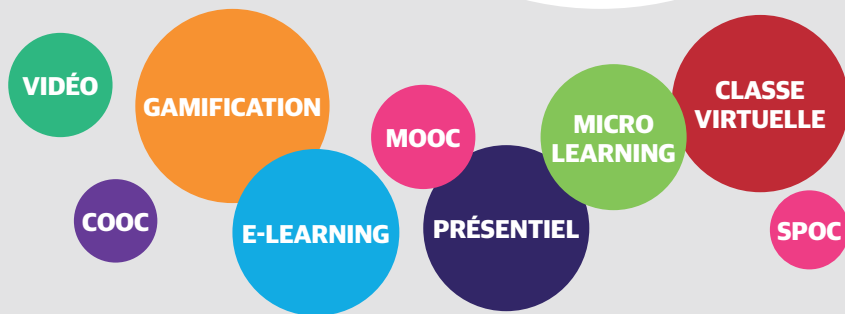 VIDÉO
GAMIFICATION
MOOC
MICRO
LEARNING
CLASSE
VIRTUELLE
COOC
E-LEARNING
PRÉSENTIEL
SPOC